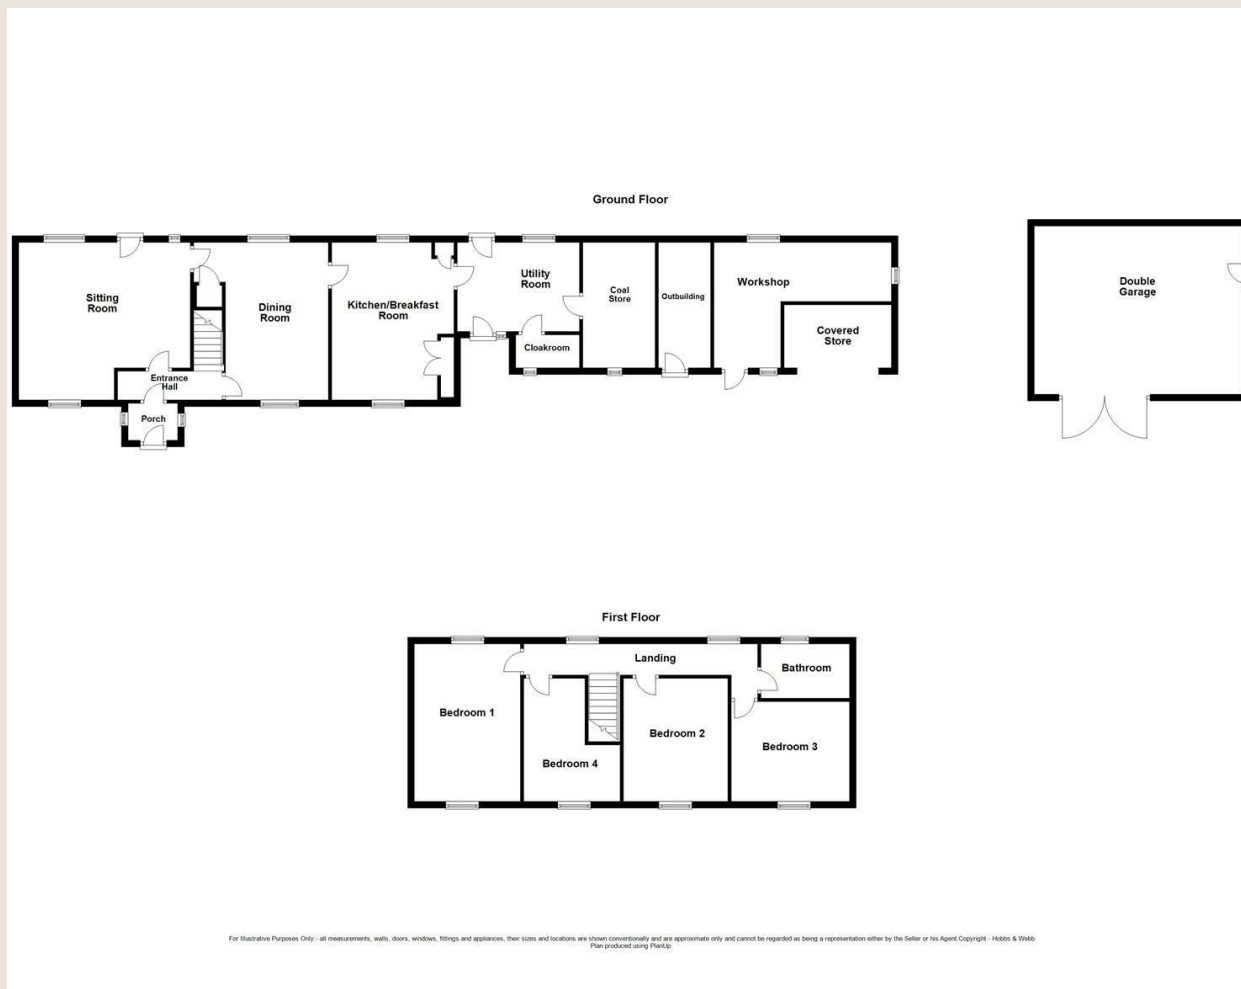 Ground Floor
Sitting
Room
Dining
Room
Kitchen/Breakfast
Room
Utility
Room
Cloakroom
Coal
Store
Outbuilding
Workshop
Covered
Store
Double
Garage
Entrance
Hall
Porch
First Floor
Landing
Bathroom
Bedroom 1
Bedroom 2
Bedroom 3
Bedroom 4
For Illustrative Purposes Only:- all measurements, walls, doors, windows, fittings and appliances, their sizes and locations are shown conventionally and are approximate only and cannot be regarded as being a representation either by the Seller or his Agent Copyright - Hobbs & Webb
Plan produced using PlanUp.